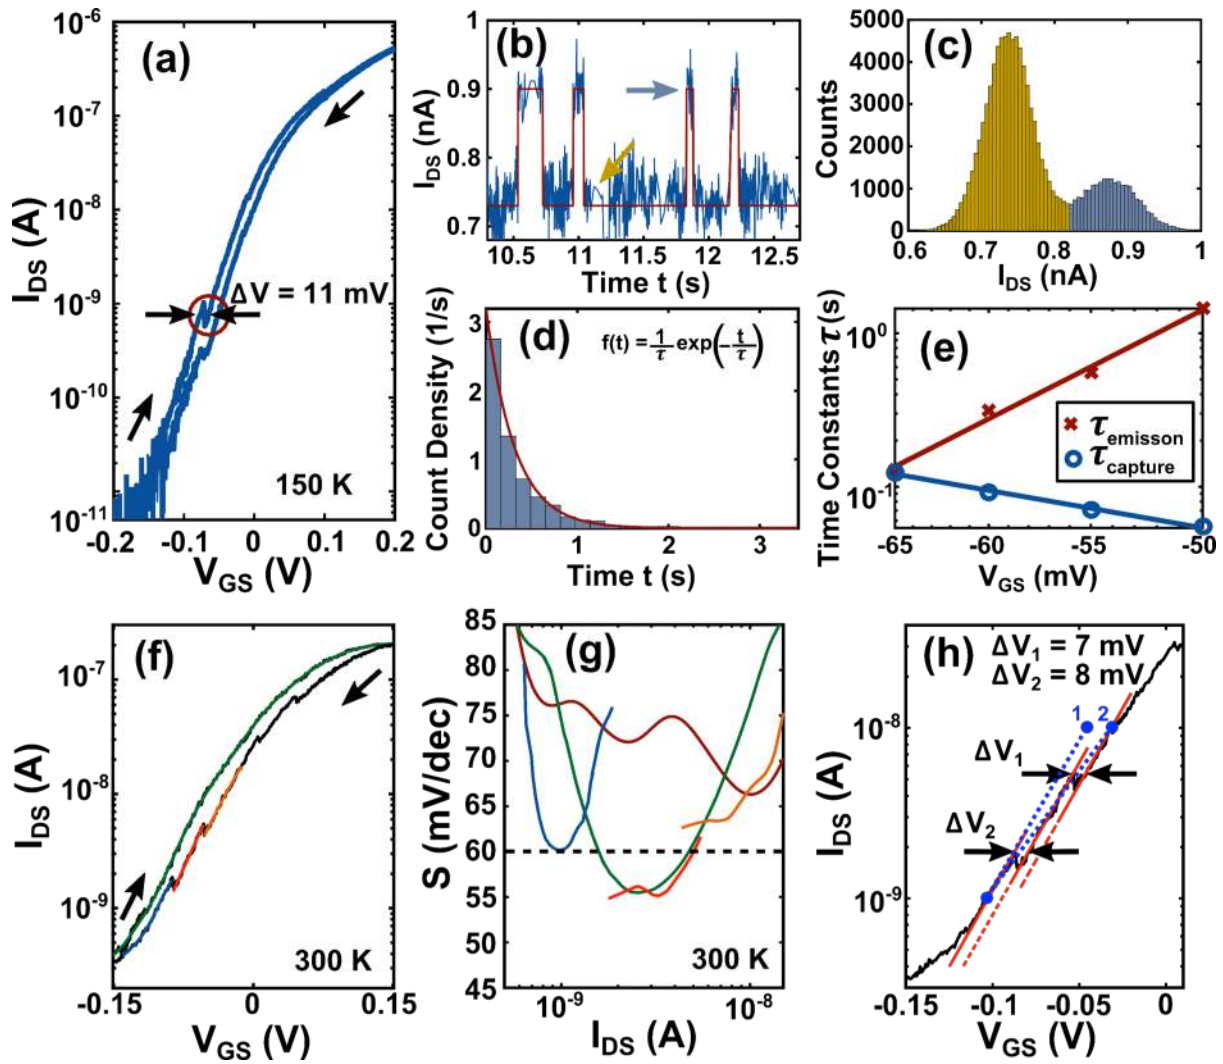 (a)
10⁻⁶
10⁻⁷
10⁻⁸
10⁻⁹
10⁻¹⁰
10⁻¹¹
I_DS (A)
ΔV = 11 mV
150 K
-0.2 -0.1 0 0.1 0.2
V_GS (V)
(b)
1
0.9
0.8
0.7
I_DS (nA)
10.5 11 11.5 12 12.5
Time t (s)
(c)
5000
4000
3000
2000
1000
0
Counts
0.6 0.7 0.8 0.9 1
I_DS (nA)
(d)
f(t) = 1/τ exp(-t/τ)
3
2
1
0
Count Density (1/s)
0 1 2 3
Time t (s)
(e)
10⁰
10⁻¹
Time Constants τ (s)
τ_emisson
τ_capture
-65 -60 -55 -50
V_GS (mV)
(f)
10⁻⁷
10⁻⁸
10⁻⁹
I_DS (A)
300 K
-0.15 0 0.15
V_GS (V)
(g)
85
80
75
70
65
60
55
50
45
S (mV/dec)
300 K
10⁻⁹ 10⁻⁸
I_DS (A)
(h)
ΔV₁ = 7 mV
ΔV₂ = 8 mV
1 2
ΔV₁
ΔV₂
10⁻⁸
10⁻⁹
I_DS (A)
-0.15 -0.1 -0.05 0
V_GS (V)